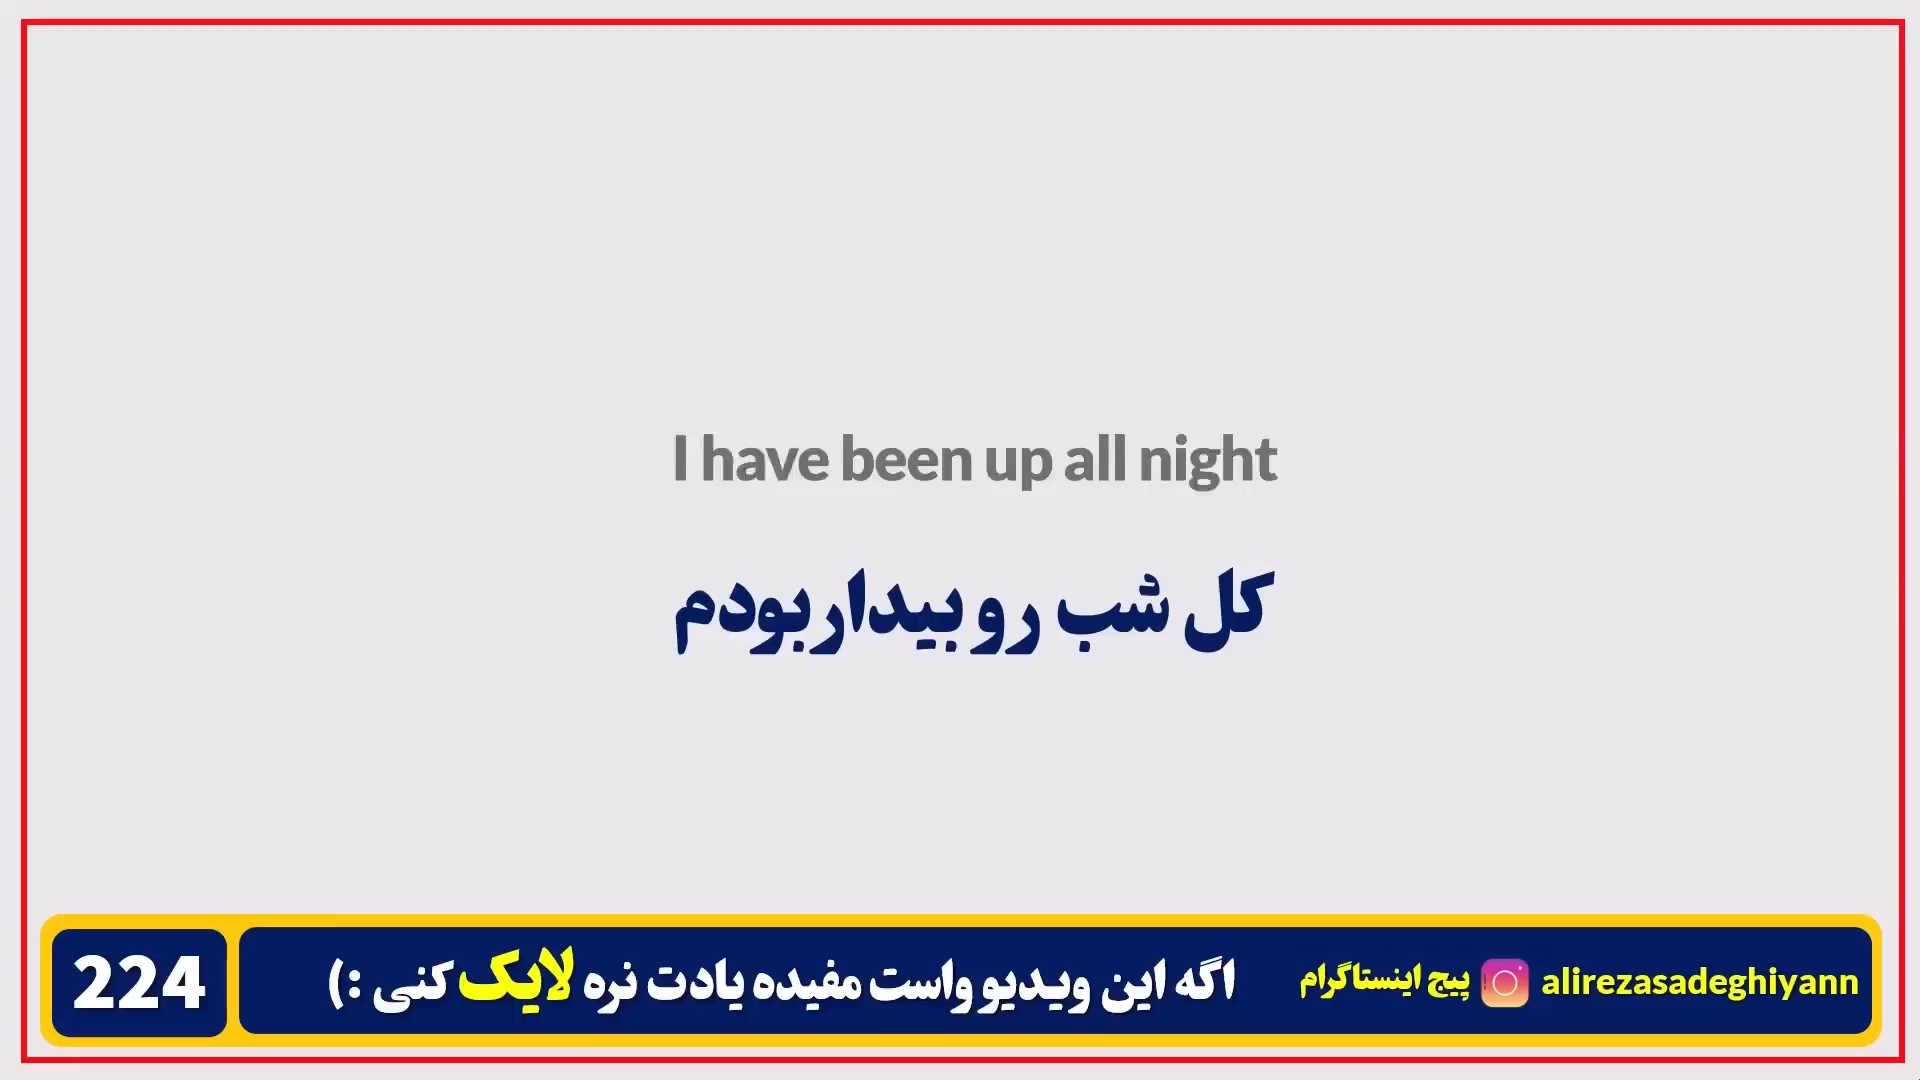 I have been up all night
کل شب رو بیدار بودم
224
اگه این ویدیو واست مفیده یادت نره لایک کنی :)
پیج اینستاگرام
alirezasadeghiyann